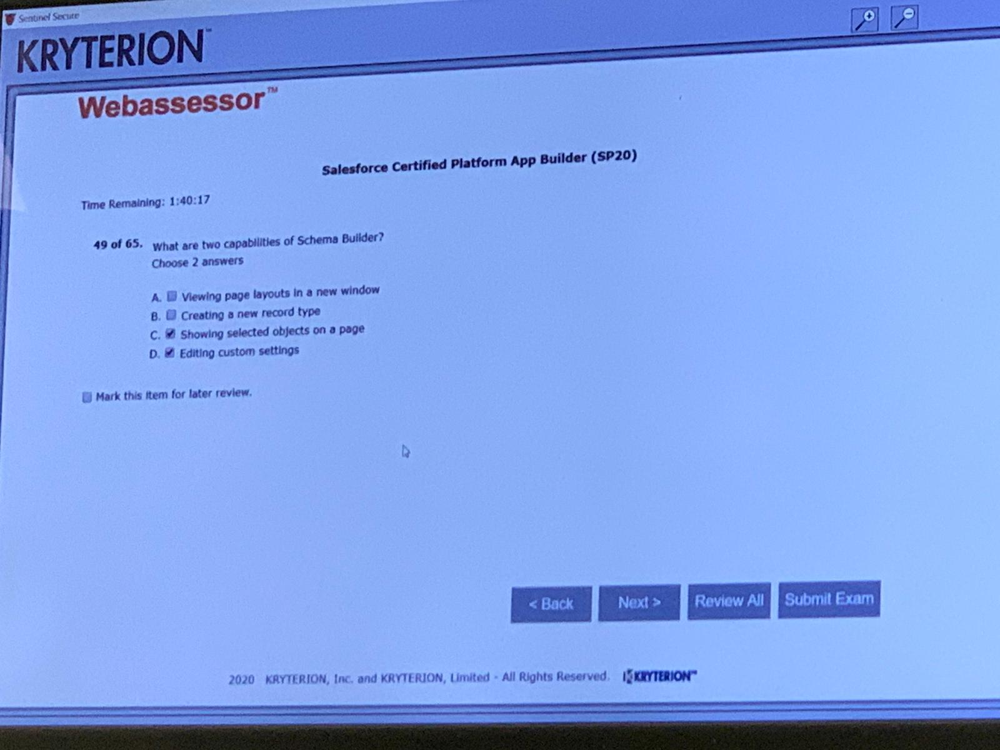 Sentinel Secure
KRYTERION™
Webassessor™
Salesforce Certified Platform App Builder (SP20)
Time Remaining: 1:40:17
49 of 65. What are two capabilities of Schema Builder?
Choose 2 answers
A. Viewing page layouts in a new window
B. Creating a new record type
C. Showing selected objects on a page
D. Editing custom settings
Mark this item for later review.
< Back Next > Review All Submit Exam
2020 KRYTERION, Inc. and KRYTERION, Limited - All Rights Reserved. KRYTERION™